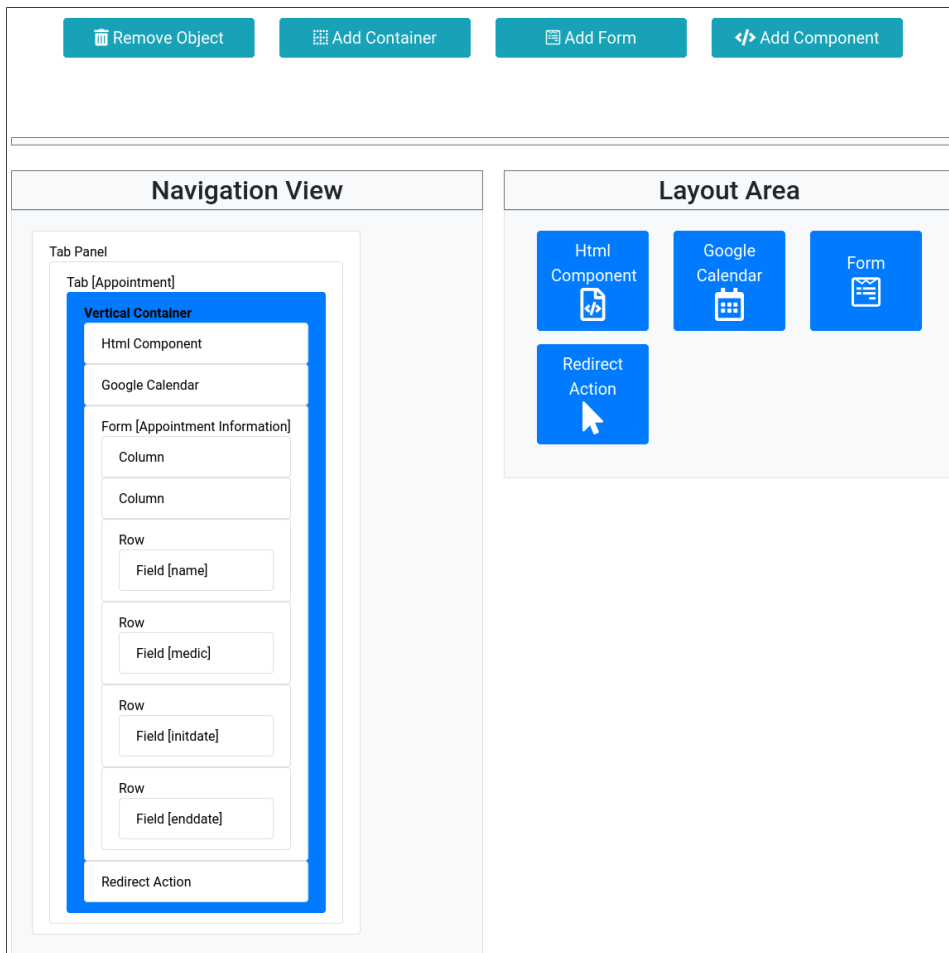 Remove Object
Add Container
Add Form
Add Component
Navigation View
Tab Panel
Tab [Appointment]
Vertical Container
Html Component
Google Calendar
Form [Appointment Information]
Column
Column
Row
Field [name]
Row
Field [medic]
Row
Field [initdate]
Row
Field [enddate]
Redirect Action
Layout Area
Html
Component
Google
Calendar
Form
Redirect
Action